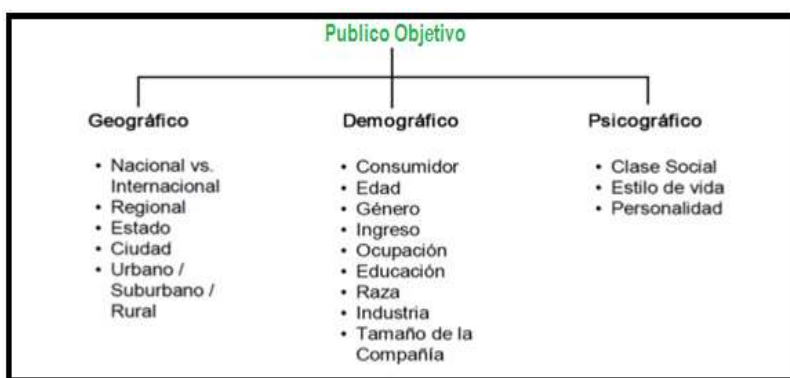 Publico Objetivo
Geográfico
• Nacional vs.
Internacional
• Regional
• Estado
• Ciudad
• Urbano /
Suburbano /
Rural
Demográfico
• Consumidor
• Edad
• Género
• Ingreso
• Ocupación
• Educación
• Raza
• Industria
• Tamaño de la
Compañía
Psicográfico
• Clase Social
• Estilo de vida
• Personalidad